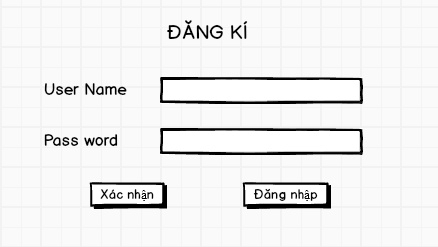 ĐĂNG KÍ
User Name
Pass word
Xác nhận Đăng nhập